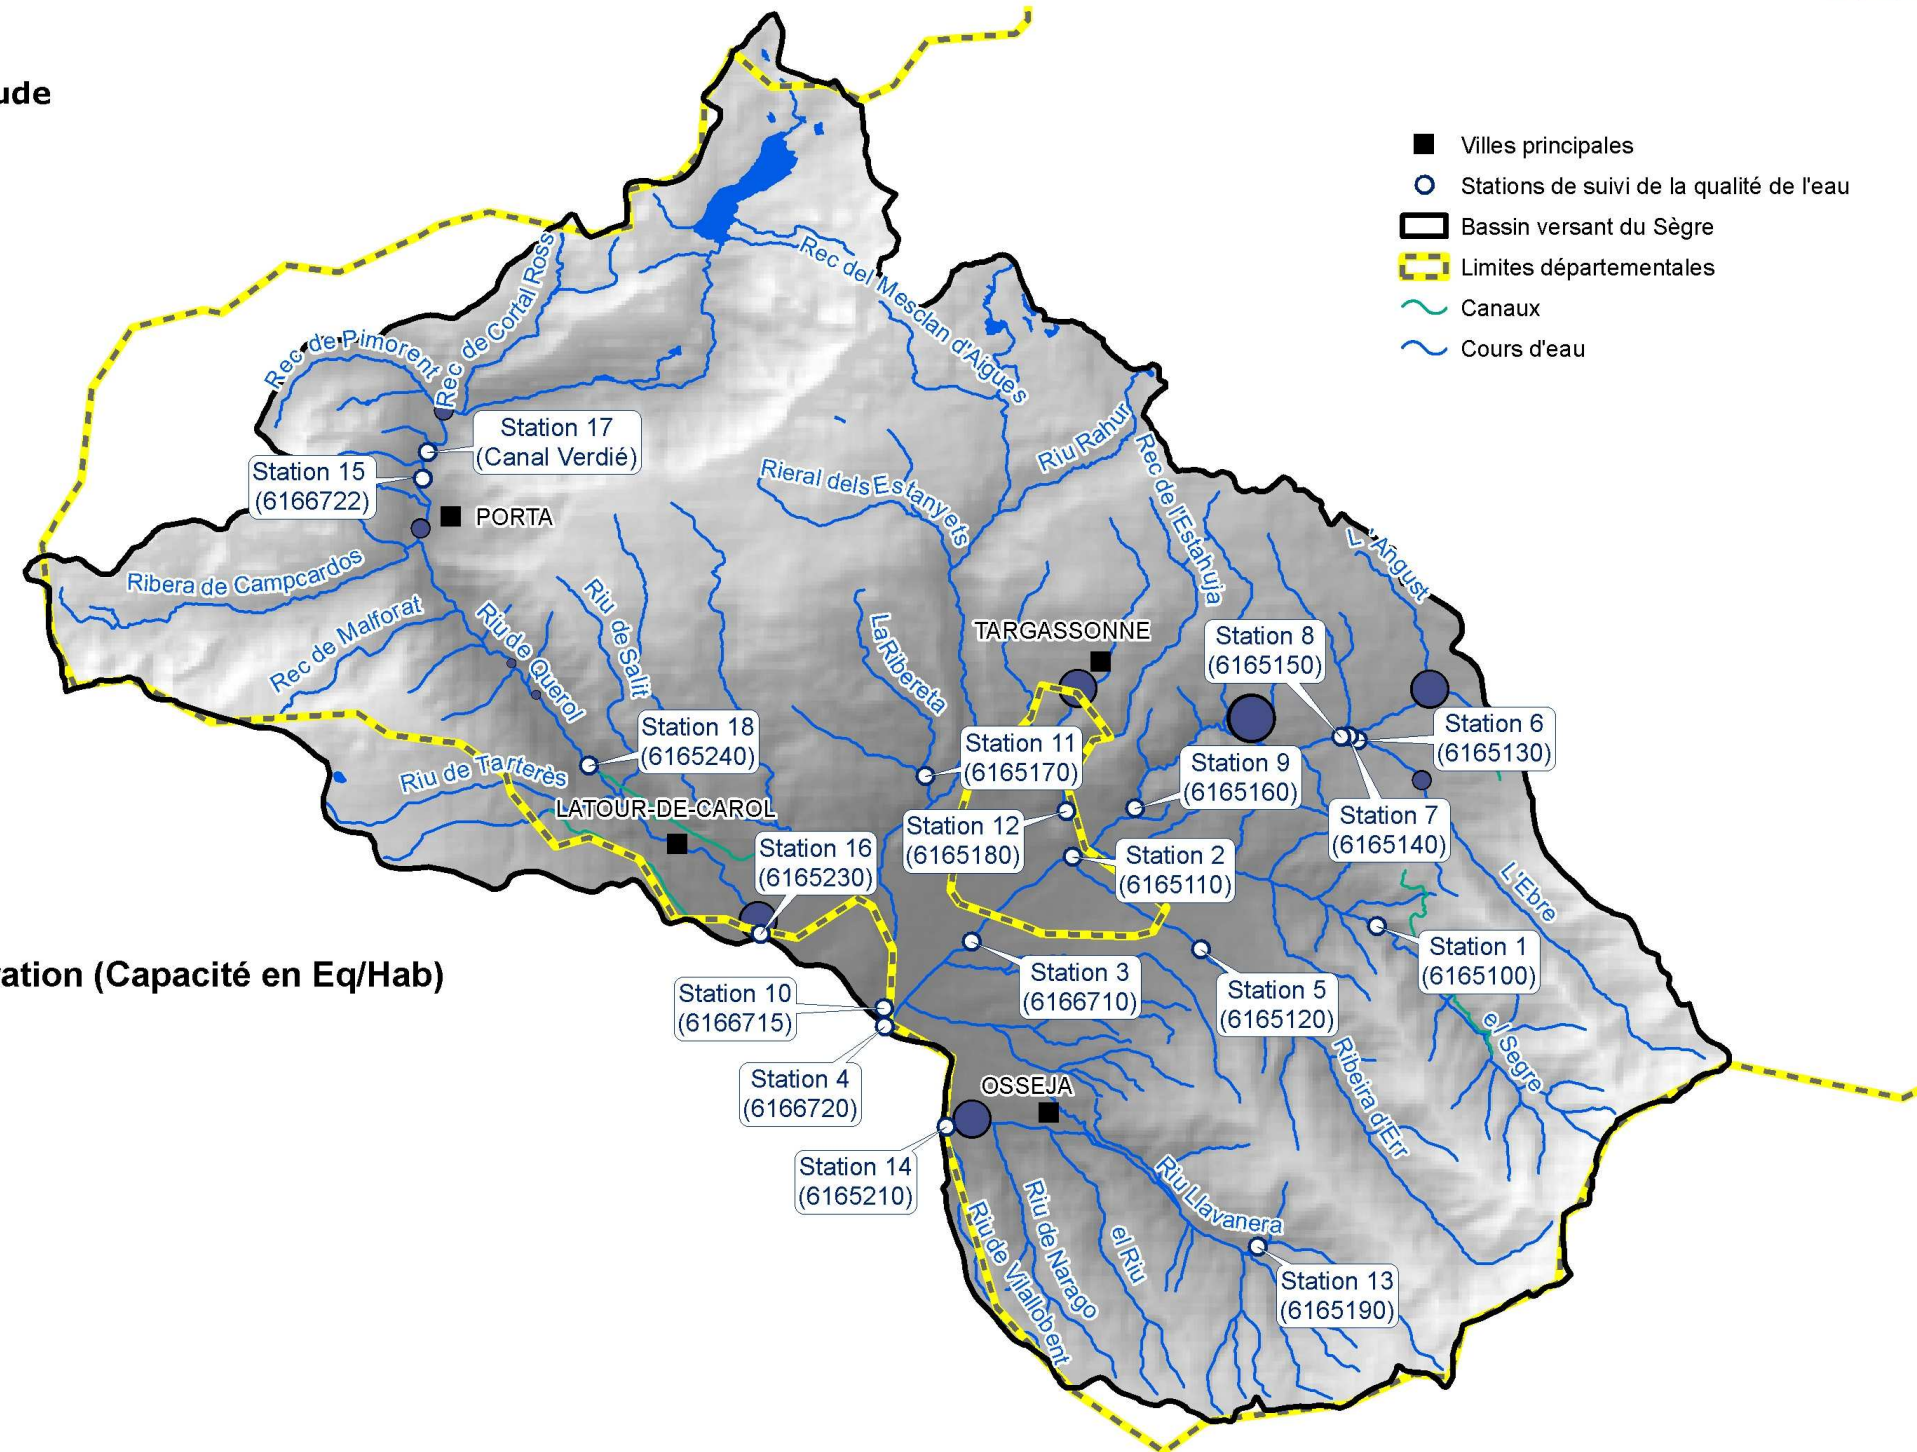 ude
Villes principales
Stations de suivi de la qualité de l'eau
Bassin versant du Sègre
Limites départementales
Canaux
Cours d'eau
Rec de Pimorent
Rec de Cortal Ross
Rec del Mesclan d'Aigues
Station 17
(Canal Verdié)
Station 15
(6166722)
PORTA
Rieral dels Estanyets
Riu Rahur
Rec de l'Estahuja
L'Angust
Ribera de Campcardos
Rec de Malforat
Riu de Querol
Riu de Salit
La Ribereta
TARGASSONNE
Station 8
(6165150)
Station 18
(6165240)
Station 11
(6165170)
Station 6
(6165130)
Station 9
(6165160)
Riu de Tarterès
LATOUR-DE-CAROL
Station 12
(6165180)
Station 7
(6165140)
Station 16
(6165230)
Station 2
(6165110)
L'Ebre
Station 1
(6165100)
Station 3
(6166710)
Station 5
(6165120)
ration (Capacité en Eq/Hab)
Station 10
(6166715)
el Segre
Ribeira d'Err
Station 4
(6166720)
OSSEJA
Station 14
(6165210)
Riu Llavanera
Riu de Vilallobent
Riu de Narago
el Riu
Station 13
(6165190)